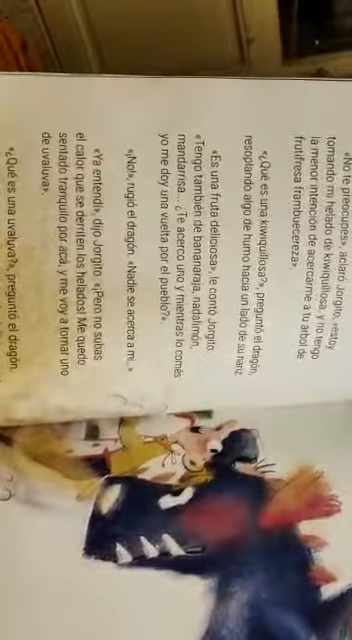 «No te preocupes», aclaró Jorgito, «estoy
tomando mi helado de kiwiquillosa, y no tengo
la menor intención de acercarme a tu árbol de
frutifresa frambuecereza».
«¿Qué es una kiwiquillosa?», preguntó el dragón,
resoplando algo de humo hacia un lado de su nariz.
«Es una fruta deliciosa», le contó Jorgito.
«Tengo también de bananaraja, nadalimón,
mandarrisa... ¿Te acerco uno y mientras lo comés
yo me doy una vuelta por el pueblo?»
«¡No!», rugió el dragón. «Nadie se acerca a mí...»
«Ya entendí», dijo Jorgito. «¡Pero no subas
el calor que se derriten los helados! Me quedo
sentado tranquilo por acá, y me voy a tomar uno
de uvaluva».
«¿Qué es una uvaluva?», preguntó el dragón.